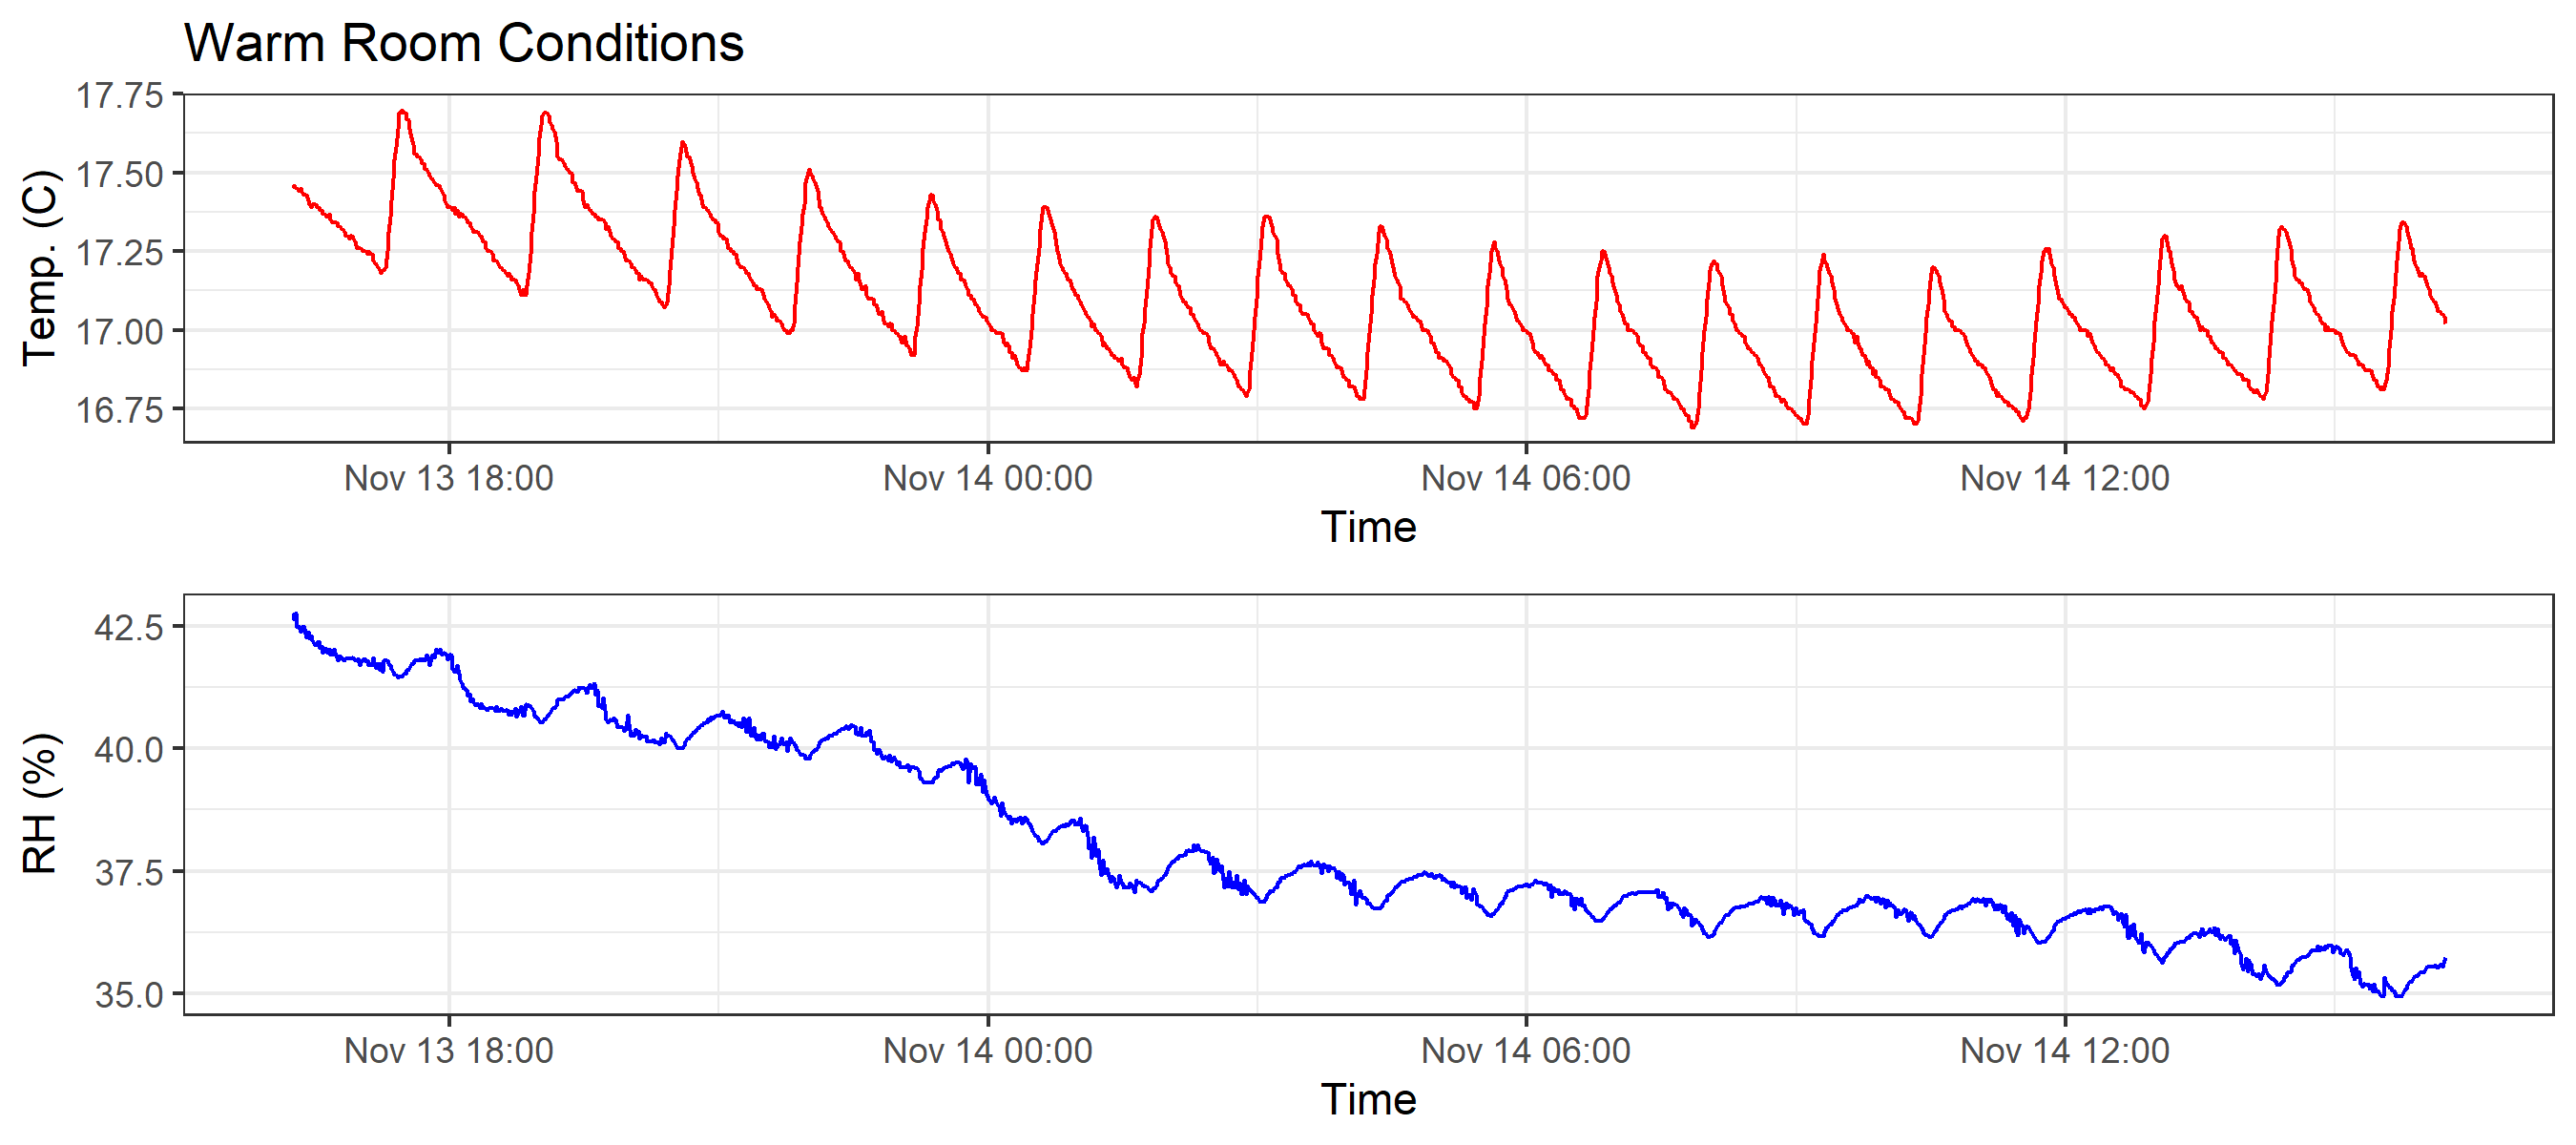 Warm Room Conditions
17.75
17.50
17.25
17.00
16.75
Temp. (C)
Nov 13 18:00 Nov 14 00:00 Nov 14 06:00 Nov 14 12:00
Time
42.5
40.0
37.5
35.0
RH (%)
Nov 13 18:00 Nov 14 00:00 Nov 14 06:00 Nov 14 12:00
Time